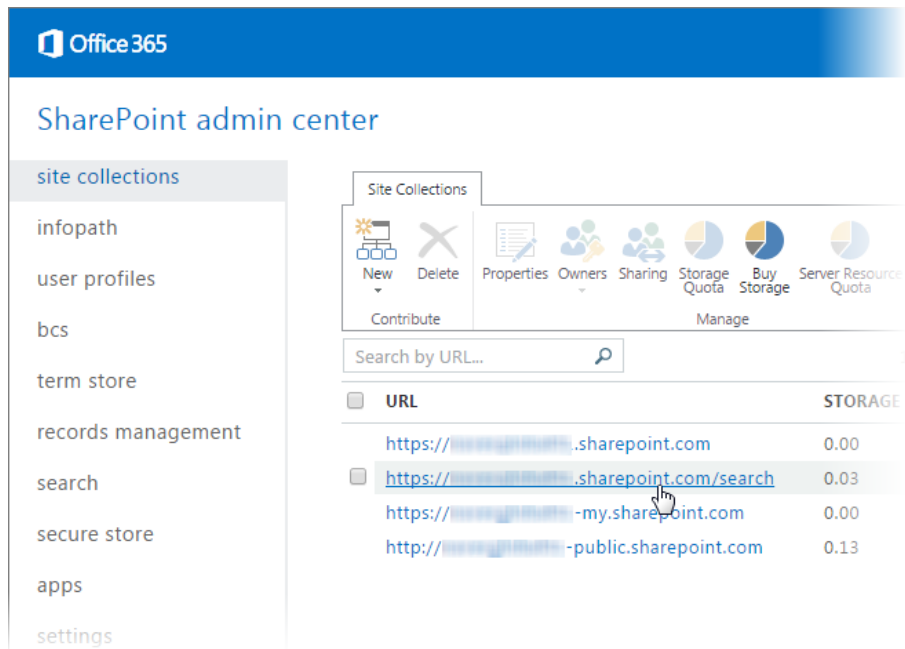 Office 365
SharePoint admin center
site collections
infopath
user profiles
bcs
term store
records management
search
secure store
apps
settings
Site Collections
New
Delete
Properties
Owners
Sharing
Storage
Quota
Buy
Storage
Server Resource
Quota
Contribute
Manage
Search by URL...
URL STORAGE
https:// .sharepoint.com 0.00
https:// .sharepoint.com/search 0.03
https:// -my.sharepoint.com 0.00
http:// -public.sharepoint.com 0.13